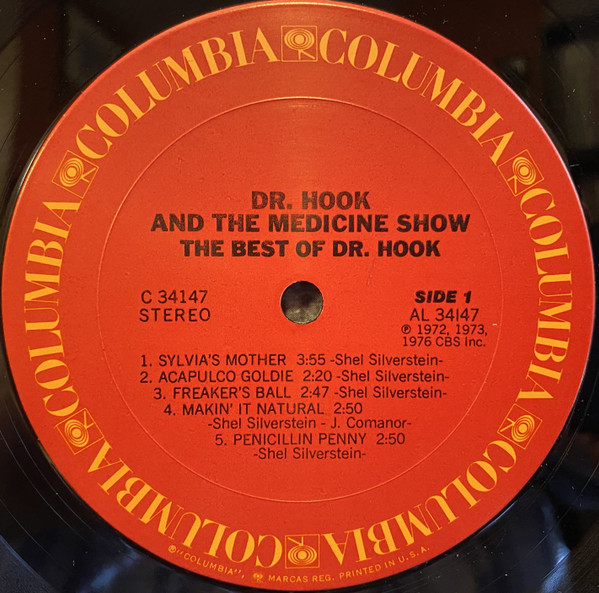 COLUMBIA COLUMBIA COLUMBIA COLUMBIA COLUMBIA COLUMBIA
DR. HOOK
AND THE MEDICINE SHOW
THE BEST OF DR. HOOK
C 34147
STEREO
SIDE 1
AL 34147
℗ 1972, 1973,
1976 CBS Inc.
1. SYLVIA'S MOTHER 3:55 -Shel Silverstein-
2. ACAPULCO GOLDIE 2:20 -Shel Silverstein-
3. FREAKER'S BALL 2:47 -Shel Silverstein-
4. MAKIN' IT NATURAL 2:50
-Shel Silverstein - J. Comanor-
5. PENICILLIN PENNY 2:50
-Shel Silverstein-
®"COLUMBIA", MARCAS REG. PRINTED IN U.S.A.